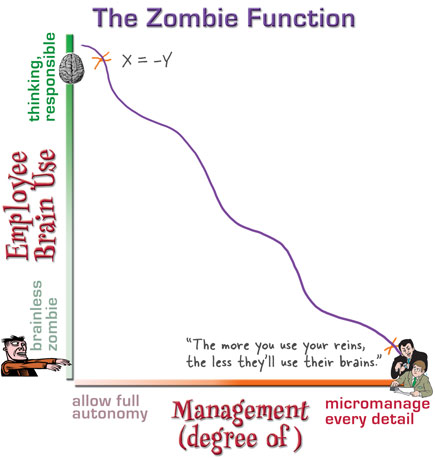 The Zombie Function
thinking,
responsible
X = -Y
Employee
Brain Use
brainless
zombie
"The more you use your reins,
the less they'll use their brains."
allow full
autonomy
Management
(degree of )
micromanage
every detail